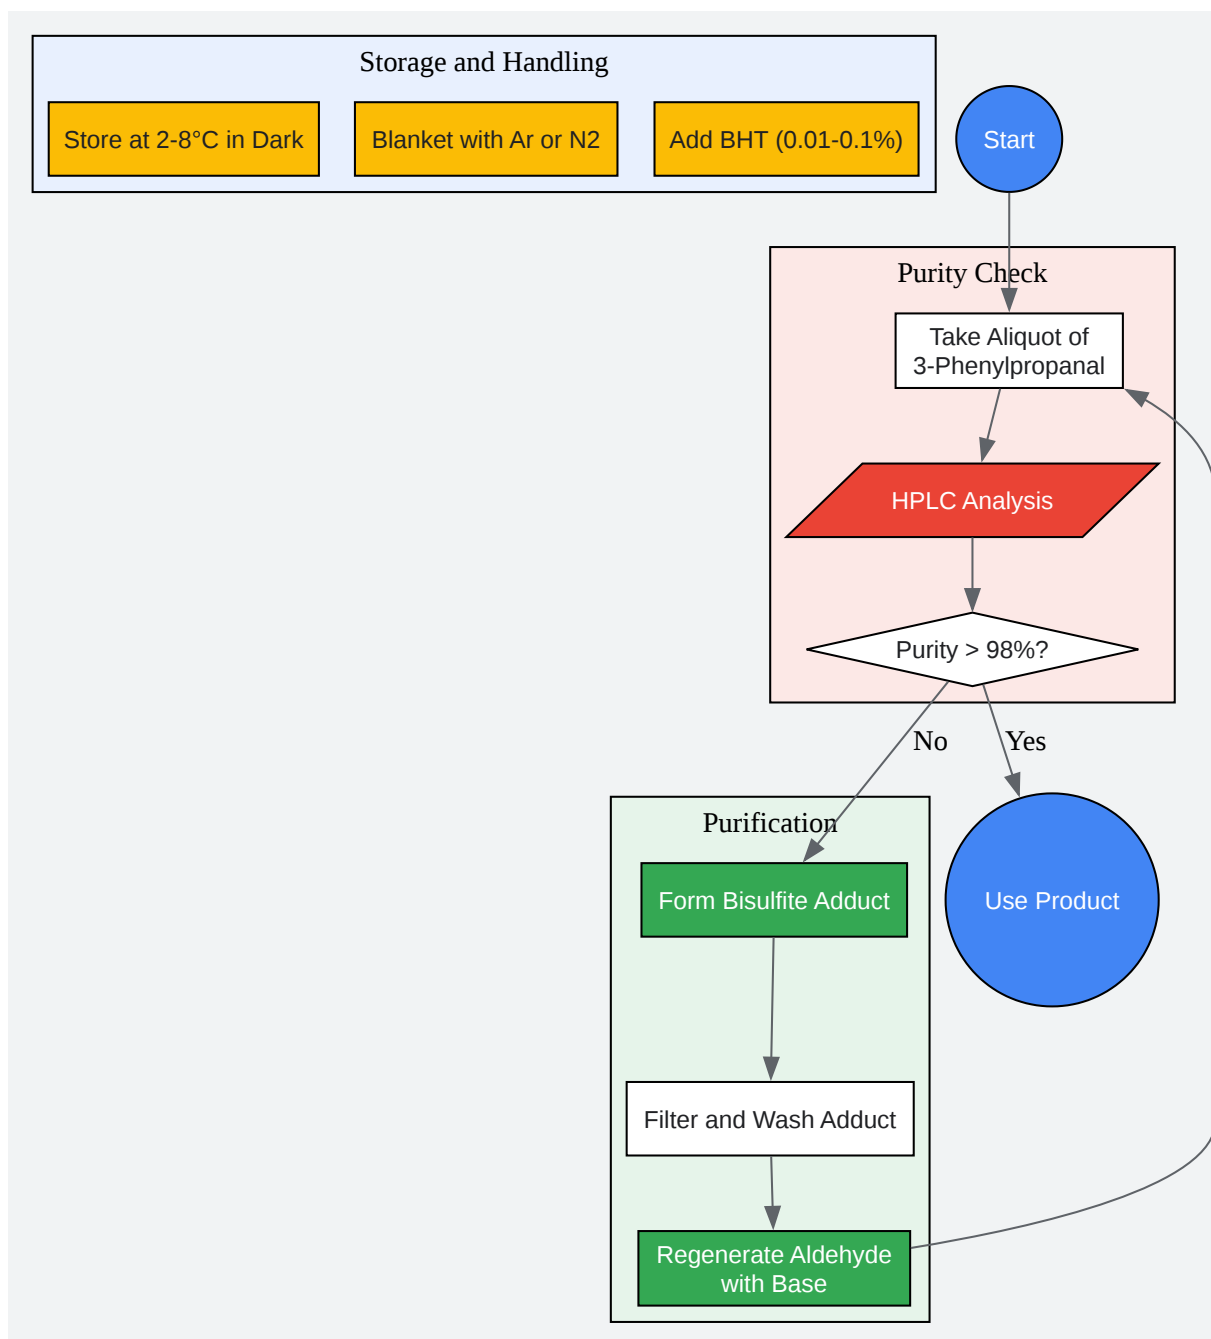 Storage and Handling
Store at 2-8°C in Dark
Blanket with Ar or N2
Add BHT (0.01-0.1%)
Start
Purity Check
Take Aliquot of
3-Phenylpropanal
HPLC Analysis
Purity > 98%?
No
Yes
Purification
Form Bisulfite Adduct
Use Product
Filter and Wash Adduct
Regenerate Aldehyde
with Base